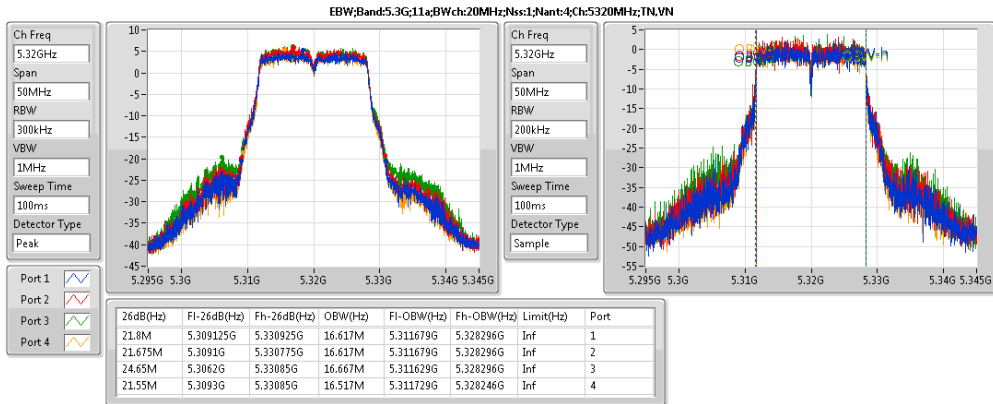 EBW;Band:5.3G;11a;BWch:20MHz;Nss:1;Nant:4;Ch:5320MHz;TN,VN
Ch Freq
5.32GHz
Span
50MHz
RBW
300kHz
VBW
1MHz
Sweep Time
100ms
Detector Type
Peak
10
5
0
-5
-10
-15
-20
-25
-30
-35
-40
-45
5.295G 5.3G 5.31G 5.32G 5.33G 5.34G 5.345G
Ch Freq
5.32GHz
Span
50MHz
RBW
200kHz
VBW
1MHz
Sweep Time
100ms
Detector Type
Sample
5
0
-5
-10
-15
-20
-25
-30
-35
-40
-45
-50
-55
5.295G 5.3G 5.31G 5.32G 5.33G 5.34G 5.345G
Port 1
Port 2
Port 3
Port 4
26dB(Hz) Fl-26dB(Hz) Fh-26dB(Hz) OBW(Hz) Fl-OBW(Hz) Fh-OBW(Hz) Limit(Hz) Port
21.8M 5.309125G 5.330925G 16.617M 5.311679G 5.328296G Inf 1
21.675M 5.3091G 5.330775G 16.617M 5.311679G 5.328296G Inf 2
24.65M 5.3062G 5.33085G 16.667M 5.311629G 5.328296G Inf 3
21.55M 5.3093G 5.33085G 16.517M 5.311729G 5.328246G Inf 4